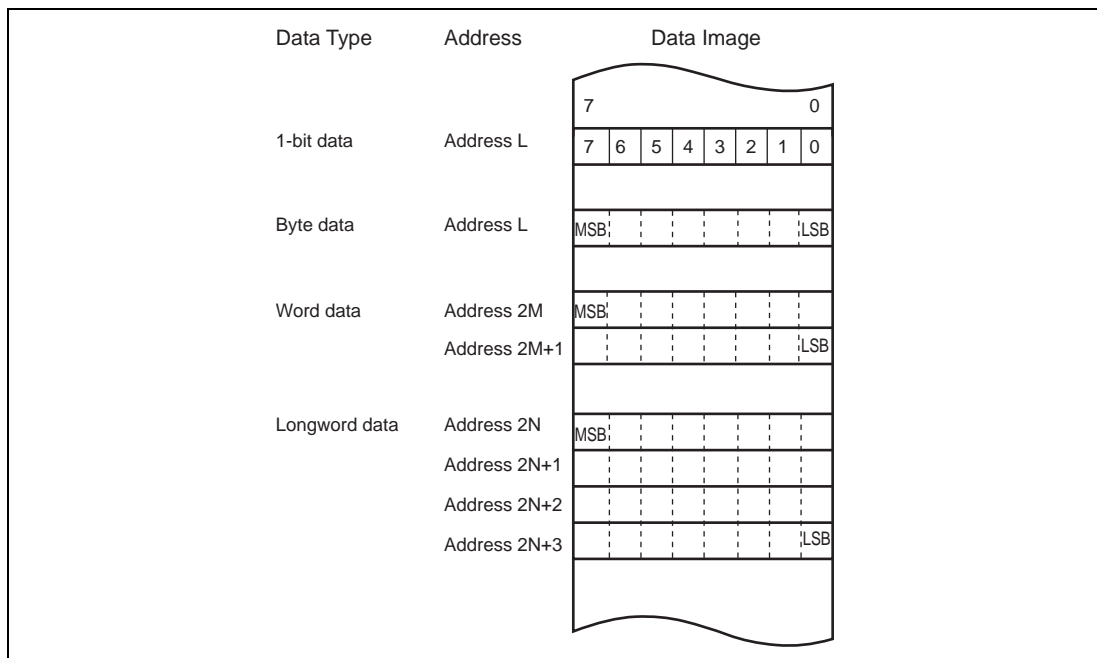 Data Type Address Data Image
7 0
1-bit data Address L 7 6 5 4 3 2 1 0
Byte data Address L MSB LSB
Word data Address 2M MSB
Address 2M+1 LSB
Longword data Address 2N MSB
Address 2N+1
Address 2N+2
Address 2N+3 LSB